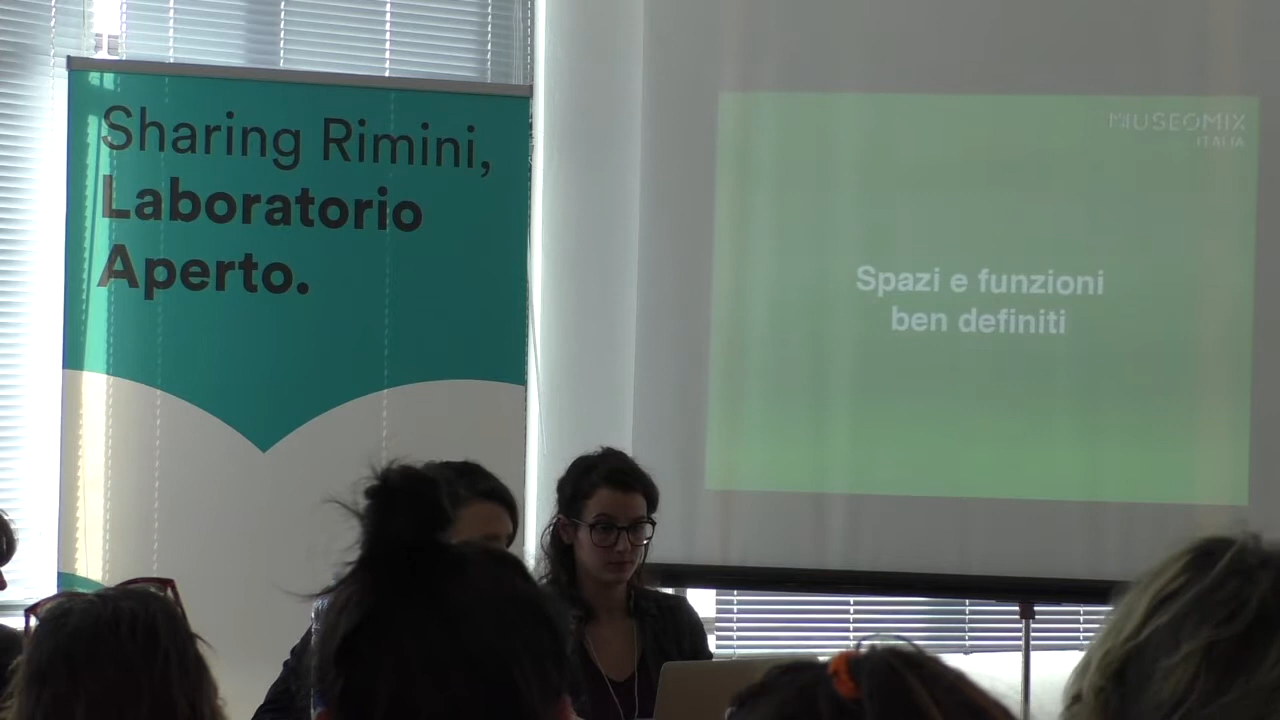 Sharing Rimini,
Laboratorio
Aperto.
MUSEOMIX
ITALIA
Spazi e funzioni
ben definiti